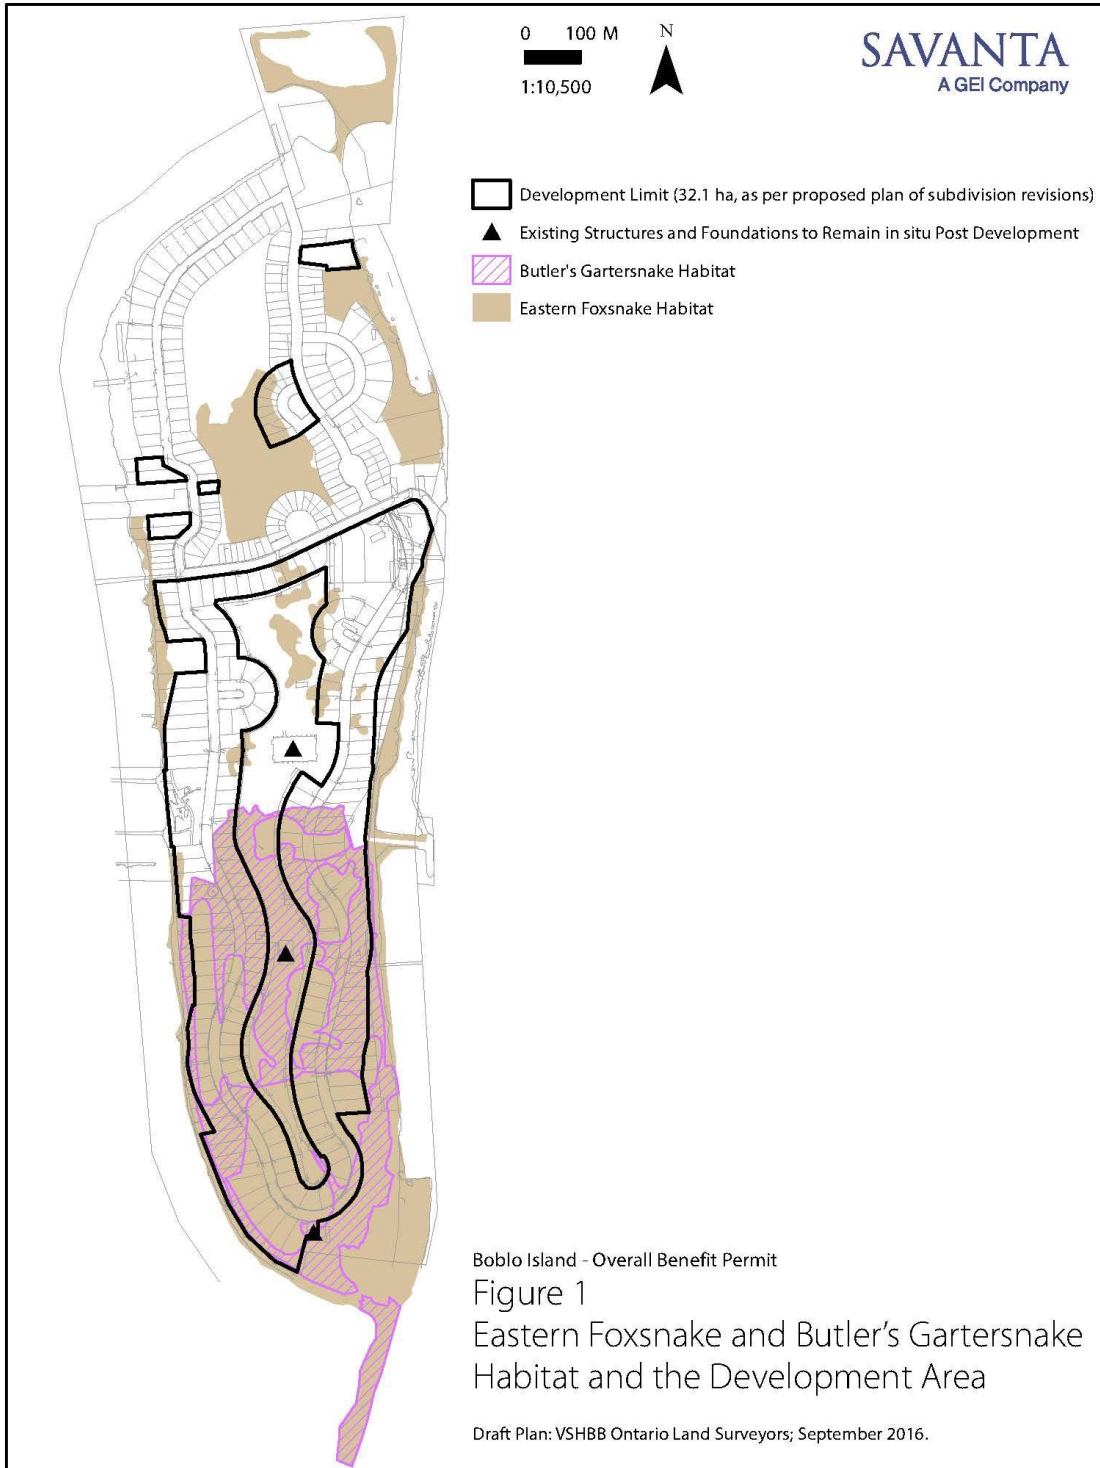 0 100 M
N
1:10,500
SAVANTA
A GEI Company
Development Limit (32.1 ha, as per proposed plan of subdivision revisions)
Existing Structures and Foundations to Remain in situ Post Development
Butler's Gartersnake Habitat
Eastern Foxsnake Habitat
Boblo Island - Overall Benefit Permit
Figure 1
Eastern Foxsnake and Butler's Gartersnake
Habitat and the Development Area
Draft Plan: VSHBB Ontario Land Surveyors; September 2016.